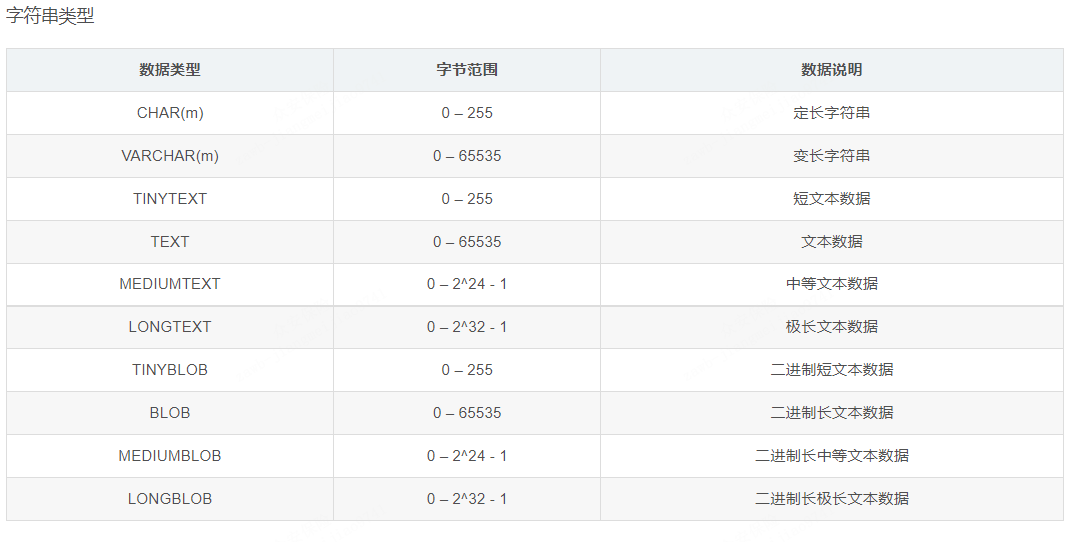 字符串类型
数据类型 字节范围 数据说明
CHAR(m) 0 – 255 定长字符串
VARCHAR(m) 0 – 65535 变长字符串
TINYTEXT 0 – 255 短文本数据
TEXT 0 – 65535 文本数据
MEDIUMTEXT 0 – 2^24 - 1 中等文本数据
LONGTEXT 0 – 2^32 - 1 极长文本数据
TINYBLOB 0 – 255 二进制短文本数据
BLOB 0 – 65535 二进制长文本数据
MEDIUMBLOB 0 – 2^24 - 1 二进制长中等文本数据
LONGBLOB 0 – 2^32 - 1 二进制长极长文本数据